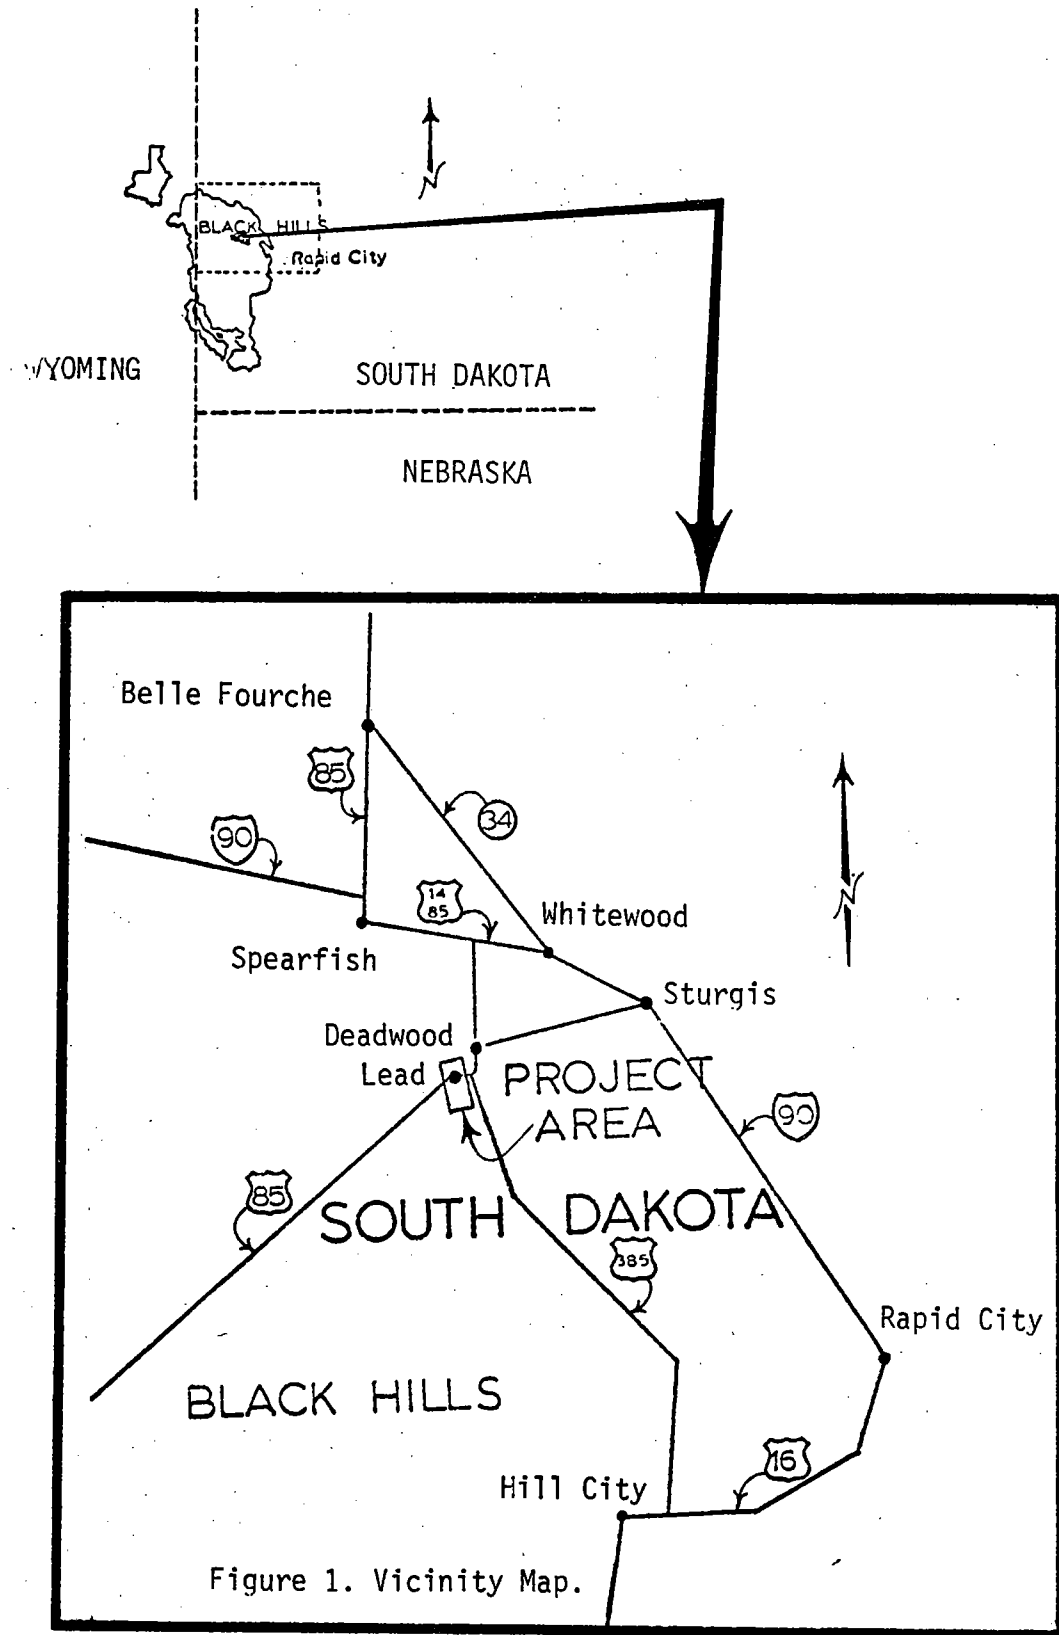 N
BLACK HILLS
Rapid City
WYOMING
SOUTH DAKOTA
NEBRASKA
Belle Fourche
85
34
90
14
85
Whitewood
N
Spearfish
Sturgis
Deadwood
Lead
PROJECT
AREA
90
85
SOUTH DAKOTA
385
Rapid City
BLACK HILLS
16
Hill City
Figure 1. Vicinity Map.